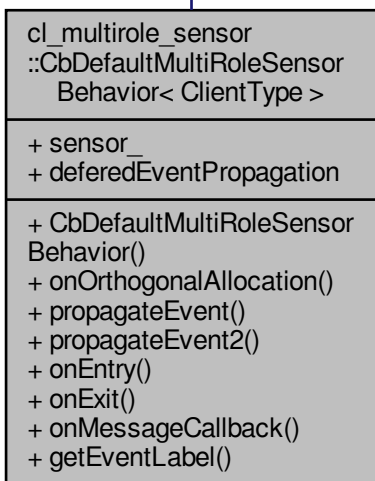 cl_multirole_sensor
::CbDefaultMultiRoleSensor
Behavior< ClientType >
+ sensor_
+ deferedEventPropagation
+ CbDefaultMultiRoleSensor
Behavior()
+ onOrthogonalAllocation()
+ propagateEvent()
+ propagateEvent2()
+ onEntry()
+ onExit()
+ onMessageCallback()
+ getEventLabel()